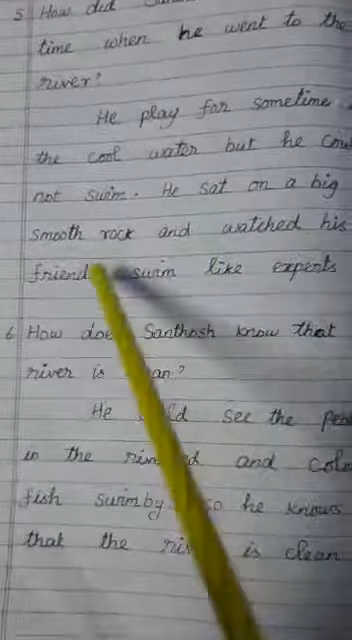 5 How did
time when he went to the
river?
He play for sometime
the cool water but he
not swim. He sat on a big
smooth rock and watched his
friend swim like experts
6 How does Santhosh know that
river is
He see the
in the and
fish swimby. So he knows
that the is clean